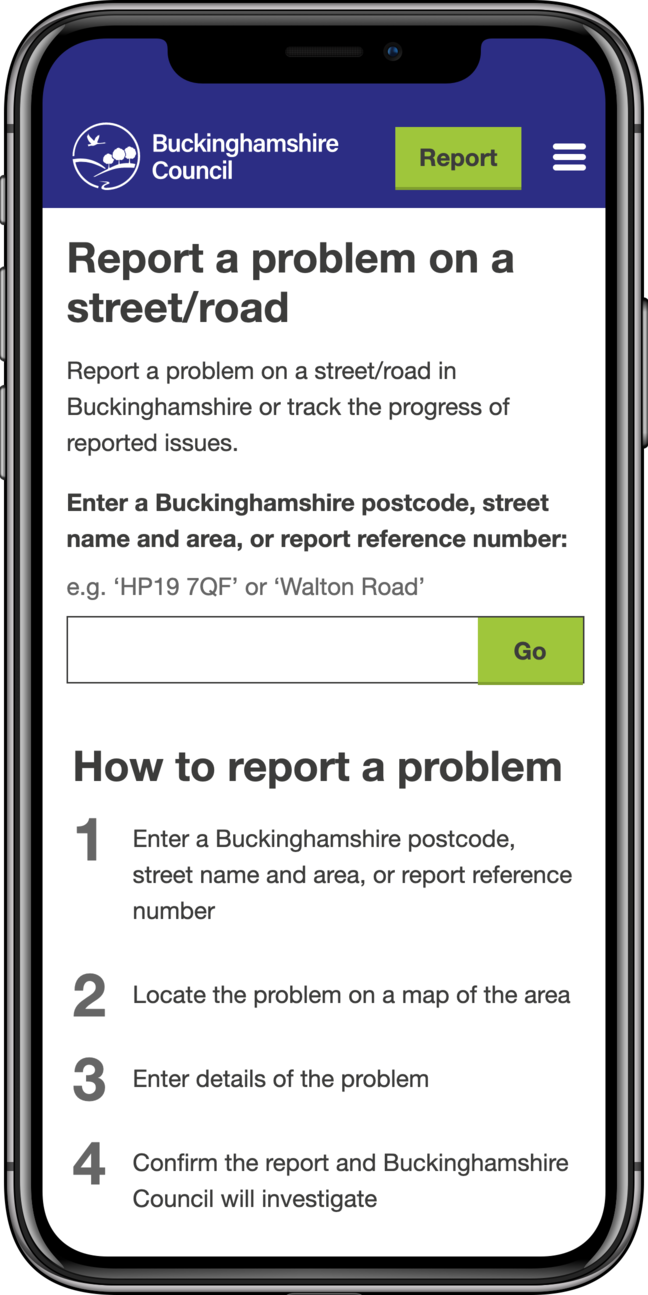 Buckinghamshire
Council
Report
Report a problem on a
street/road
Report a problem on a street/road in
Buckinghamshire or track the progress of
reported issues.
Enter a Buckinghamshire postcode, street
name and area, or report reference number:
e.g. ‘HP19 7QF’ or ‘Walton Road’
Go
How to report a problem
1 Enter a Buckinghamshire postcode,
street name and area, or report reference
number
2 Locate the problem on a map of the area
3 Enter details of the problem
4 Confirm the report and Buckinghamshire
Council will investigate